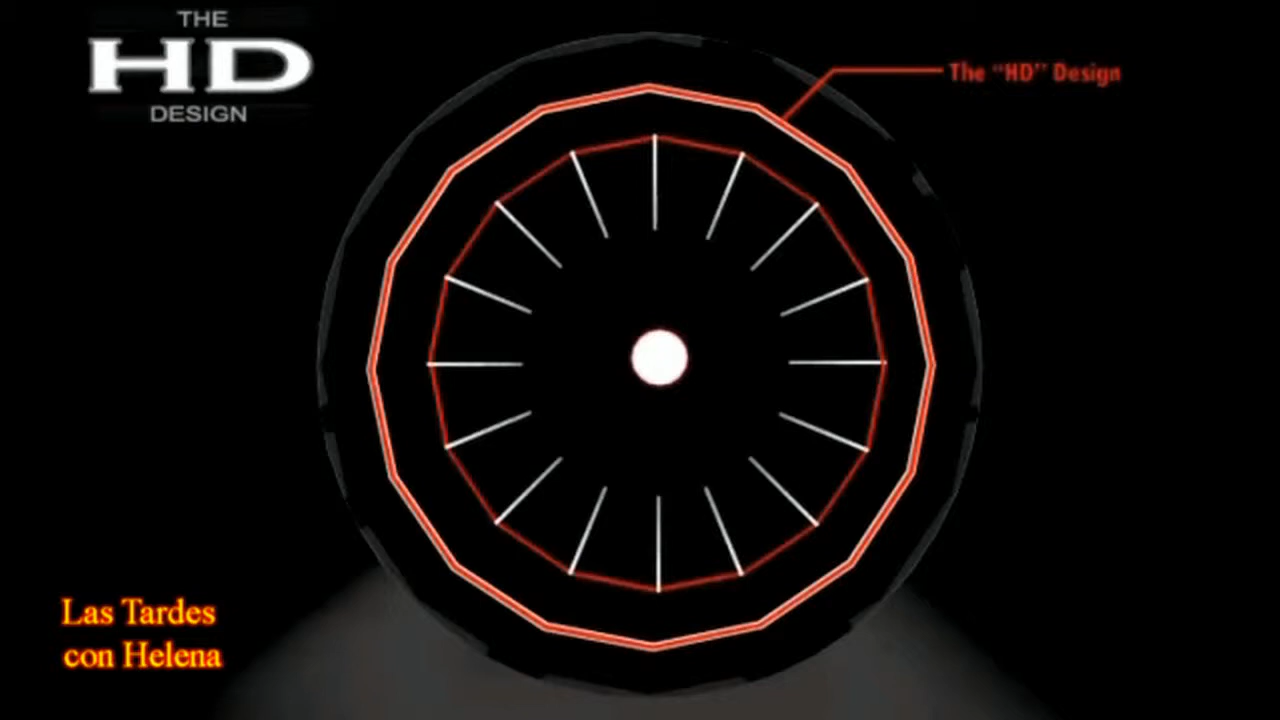 THE
HD
DESIGN
The “HD” Design
Las Tardes
con Helena